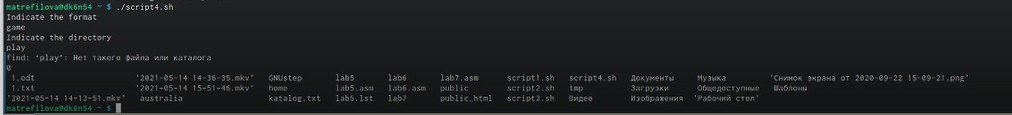 matrefilova@dk6n54 ~ $ ./script4.sh
Indicate the format
game
Indicate the directory
play
find: ‘play’: Нет такого файла или каталога
0
1.odt '2021-05-14 14-36-35.mkv' GNUstep lab5 lab6 lab7.asm script1.sh script4.sh Документы Музыка 'Снимок экрана от 2020-09-22 15-09-21.png'
1.txt '2021-05-14 15-51-46.mkv' home lab5.asm lab6.asm public script2.sh tmp Загрузки Общедоступные Шаблоны
'2021-05-14 14-13-51.mkv' australia katalog.txt lab5.lst lab7 public_html script3.sh Видео Изображения 'Рабочий стол'
matrefilova@dk6n54 ~ $